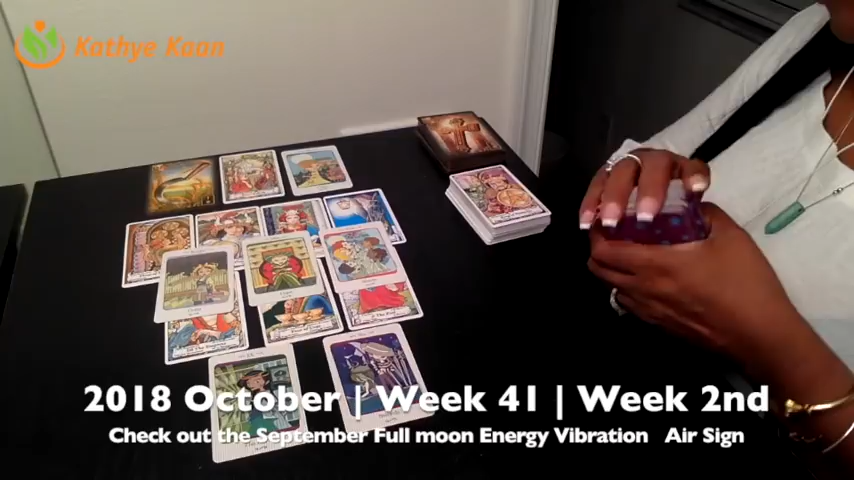 Kathye Kaan
2018 October | Week 41 | Week 2nd
Check out the September Full moon Energy Vibration Air Sign